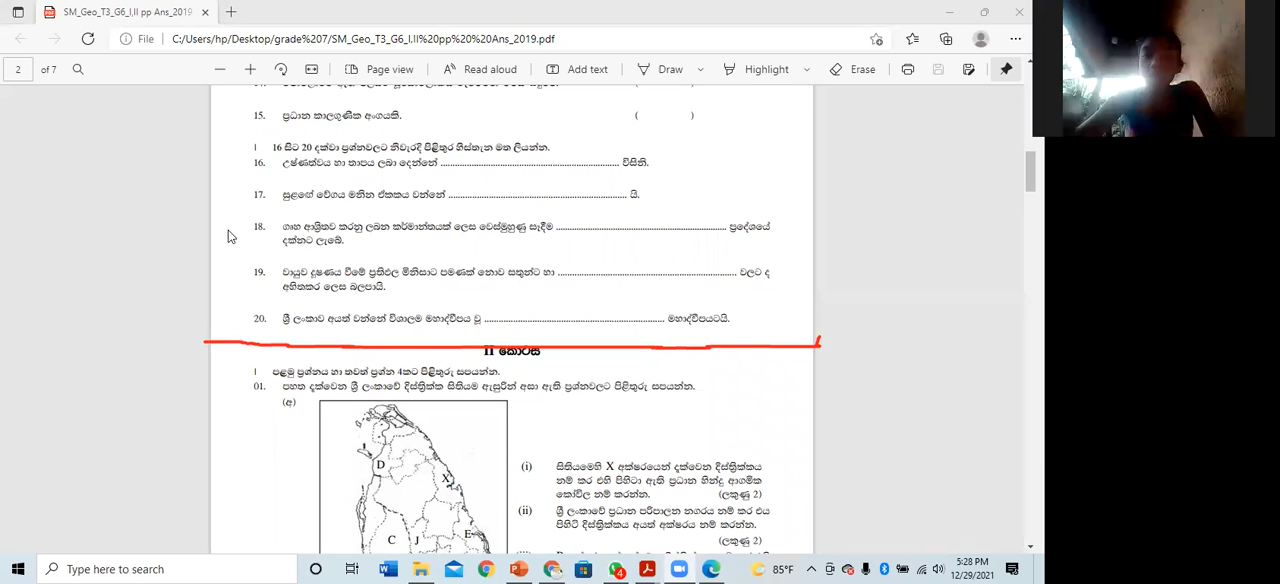 SM_Geo_T3_G6_I,II pp Ans_2019.p
File
C:/Users/hp/Desktop/grade%207/SM_Geo_T3_G6_I,II%20pp%20%20Ans_2019.pdf
2 of 7
Page view
Read aloud
Add text
Draw
Highlight
Erase
15. ප්‍රධාන කාලගුණික අංගයකි. ( )
I 16 සිට 20 දක්වා ප්‍රශ්නවලට නිවැරදි පිළිතුර හිස්තැන මත ලියන්න.
16. උෂ්ණත්වය හා තාපය ලබා දෙන්නේ ............................................................ විසිනි.
17. සුළඟේ වේගය මනින ඒකකය වන්නේ ............................................................ යි.
18. ගෘහ ආශ්‍රිතව කරනු ලබන කර්මාන්තයක් ලෙස වෙස්මුහුණු සෑදීම ............................................................ ප්‍රදේශයේ
දක්නට ලැබේ.
19. වායුව දූෂණය වීමේ ප්‍රතිඵල මිනිසාට පමණක් නොව සතුන්ට හා ............................................................ වලට ද
අහිතකර ලෙස බලපායි.
20. ශ්‍රී ලංකාව අයත් වන්නේ විශාලම මහාද්වීපය වූ ............................................................ මහාද්වීපයටයි.
II කොටස
I පළමු ප්‍රශ්නය හා තවත් ප්‍රශ්න 4කට පිළිතුරු සපයන්න.
01. පහත දැක්වෙන ශ්‍රී ලංකාවේ දිස්ත්‍රික්ක සිතියම ඇසුරින් අසා ඇති ප්‍රශ්නවලට පිළිතුරු සපයන්න.
(අ)
D
X
E
C
J
(i) සිතියමෙහි X අක්ෂරයෙන් දැක්වෙන දිස්ත්‍රික්කය
නම් කර එහි පිහිටා ඇති ප්‍රධාන හින්දු ආගමික
කෝවිල නම් කරන්න. (ලකුණු 2)
(ii) ශ්‍රී ලංකාවේ ප්‍රධාන පරිපාලන නගරය නම් කර එය
පිහිටි දිස්ත්‍රික්කය අයත් අක්ෂරය නම් කරන්න.
(ලකුණු 2)
Type here to search
85°F
5:28 PM
12/29/2021